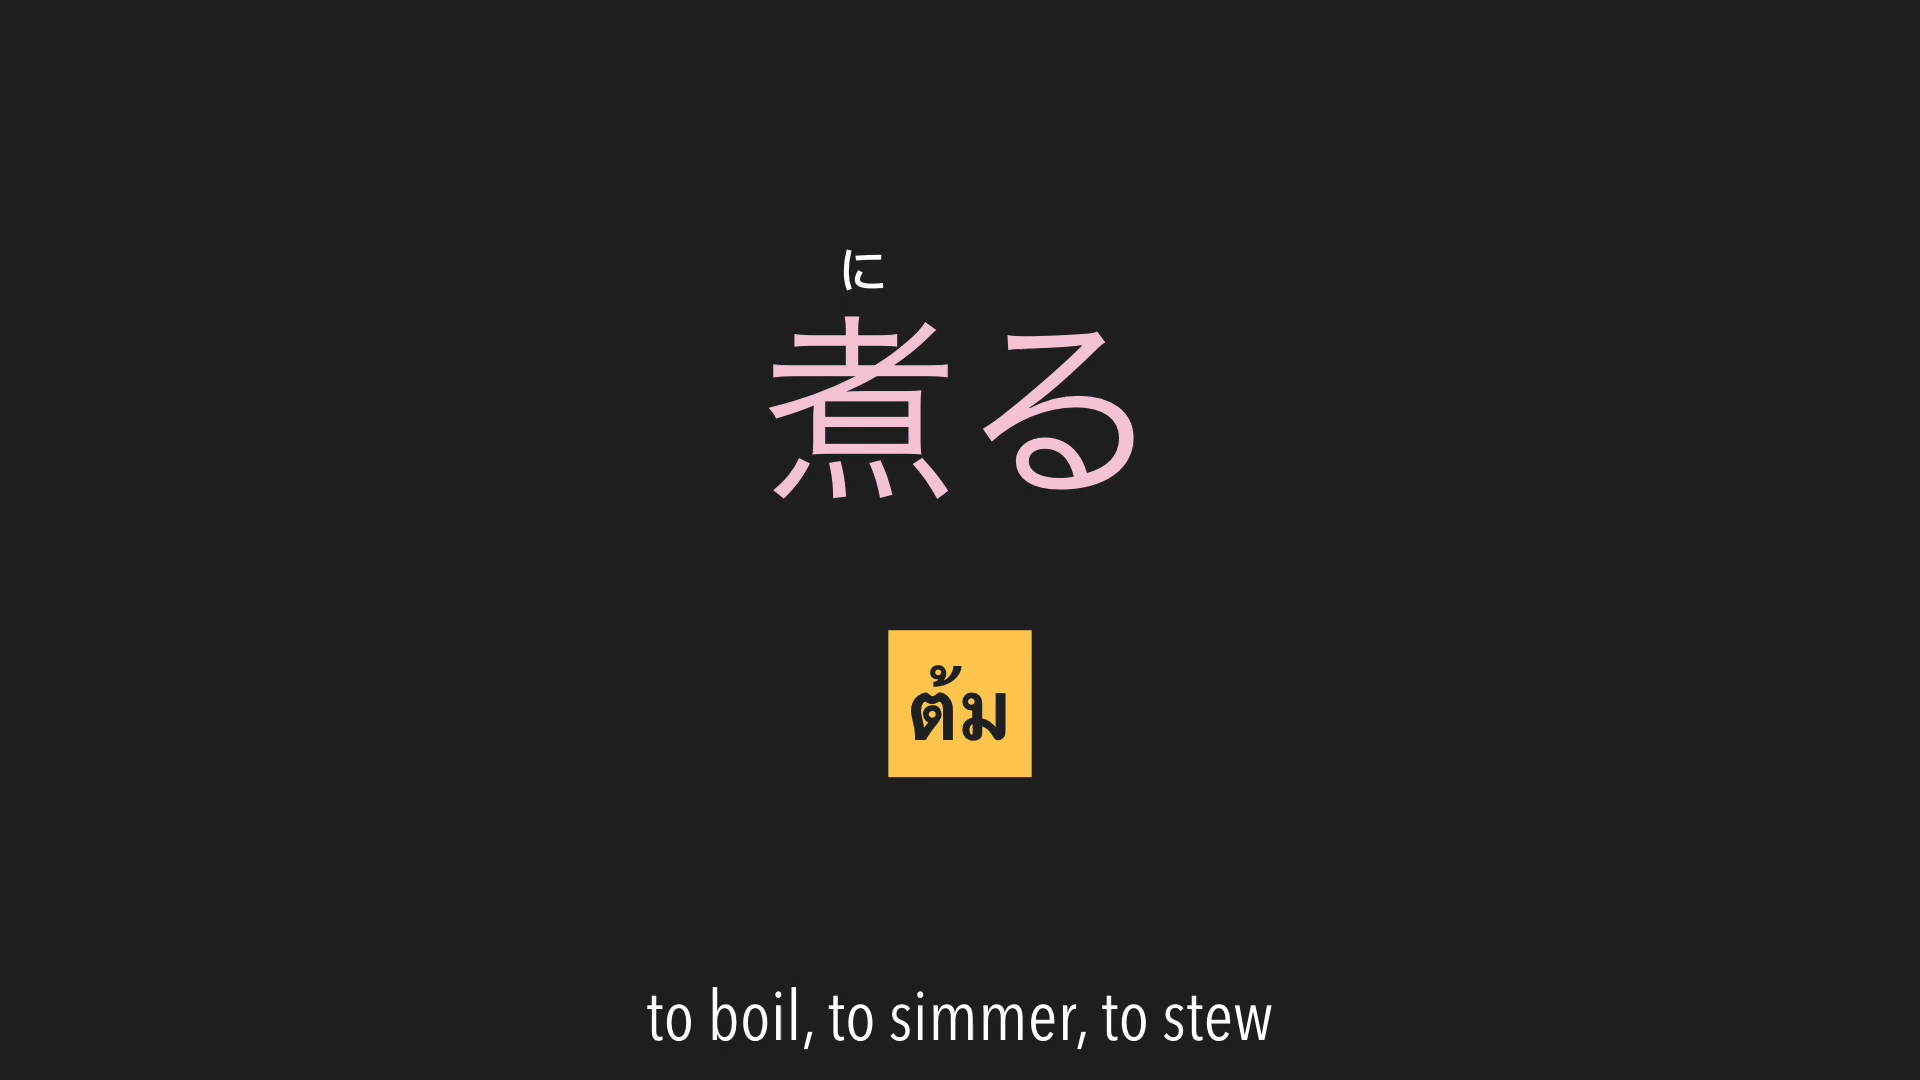 に
煮る
ต้ม
to boil, to simmer, to stew